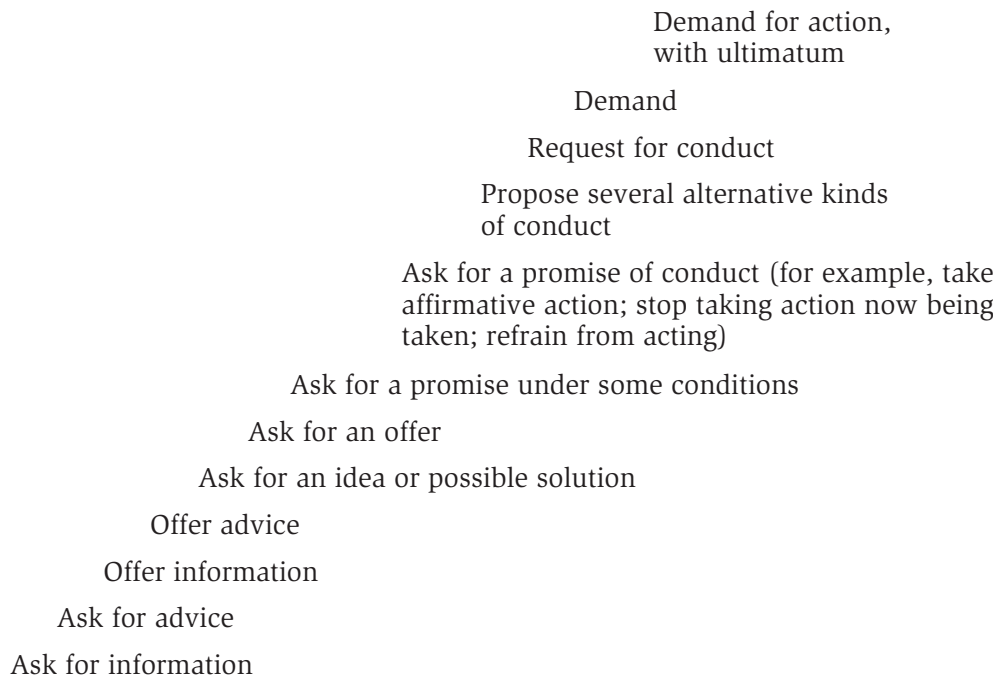 Demand for action,
with ultimatum
Demand
Request for conduct
Propose several alternative kinds
of conduct
Ask for a promise of conduct (for example, take
affirmative action; stop taking action now being
taken; refrain from acting)
Ask for a promise under some conditions
Ask for an offer
Ask for an idea or possible solution
Offer advice
Offer information
Ask for advice
Ask for information